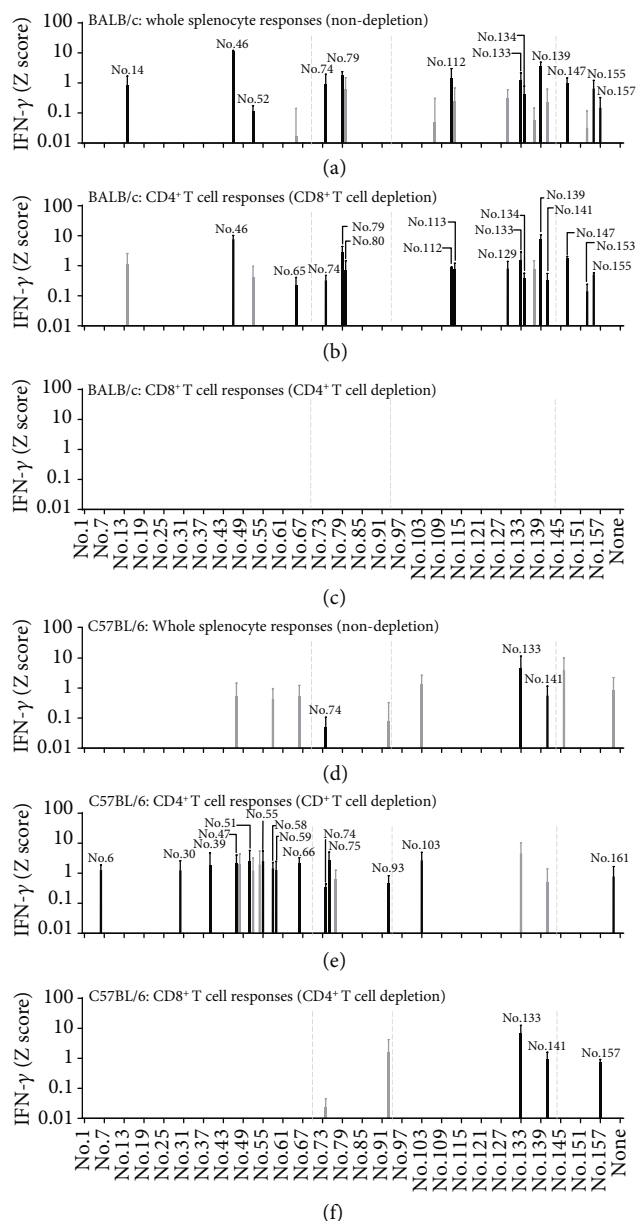 BALB/c: whole splenocyte responses (non-depletion)
IFN-γ (Z score)
100
10
1
0.1
0.01
No.14
No.46
No.52
No.74
No.79
No.112
No.134
No.133
No.139
No.147
No.155
No.157
(a)
BALB/c: CD4+ T cell responses (CD8+ T depletion)
IFN-γ (Z score)
100
10
1
0.1
0.01
No.46
No.65
No.74
No.79
No.80
No.113
No.112
No.129
No.134
No.133
No.139
No.141
No.147
No.153
No.155
(b)
BALB/c: CD8+ T cell responses (CD4+ T cell depletion)
IFN-γ (Z score)
100
10
1
0.1
0.01
No.1 No.7 No.13 No.19 No.25 No.31 No.37 No.43 No.49 No.55 No.61 No.67 No.73 No.79 No.85 No.91 No.97 No.103 No.109 No.115 No.121 No.127 No.133 No.139 No.145 No.151 No.157 None
(c)
C57BL/6: Whole splenocyte responses (non-depletion)
IFN-γ (Z score)
100
10
1
0.1
0.01
No.74
No.133
No.141
(d)
C57BL/6: CD4+ T cell responses (CD+ T cell depletion)
IFN-γ (Z score)
100
10
1
0.1
0.01
No.6
No.30
No.39
No.47
No.51
No.55
No.58
No.59
No.66
No.74
No.75
No.93
No.103
No.161
(e)
C57BL/6: CD8+ T cell responses (CD4+ T cell depletion)
IFN-γ (Z score)
100
10
1
0.1
0.01
No.133
No.141
No.157
No.1 No.7 No.13 No.19 No.25 No.31 No.37 No.43 No.49 No.55 No.61 No.67 No.73 No.79 No.85 No.91 No.97 No.103 No.109 No.115 No.121 No.127 No.133 No.139 No.145 No.151 No.157 None
(f)